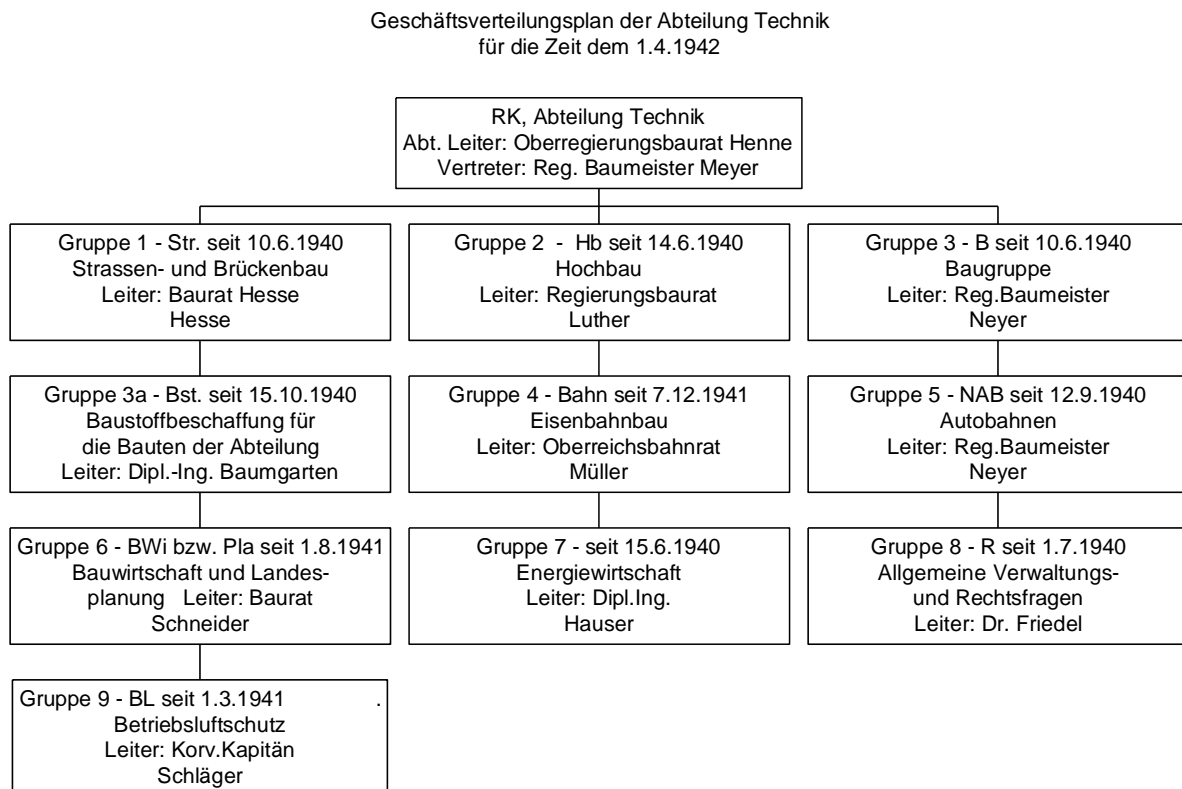 Geschäftsverteilungsplan der Abteilung Technik
für die Zeit dem 1.4.1942
RK, Abteilung Technik
Abt. Leiter: Oberregierungsbaurat Henne
Vertreter: Reg. Baumeister Meyer
Gruppe 1 - Str. seit 10.6.1940
Strassen- und Brückenbau
Leiter: Baurat Hesse
Hesse
Gruppe 2 - Hb seit 14.6.1940
Hochbau
Leiter: Regierungsbaurat
Luther
Gruppe 3 - B seit 10.6.1940
Baugruppe
Leiter: Reg.Baumeister
Neyer
Gruppe 3a - Bst. seit 15.10.1940
Baustoffbeschaffung für
die Bauten der Abteilung
Leiter: Dipl.-Ing. Baumgarten
Gruppe 4 - Bahn seit 7.12.1941
Eisenbahnbau
Leiter: Oberreichsbahnrat
Müller
Gruppe 5 - NAB seit 12.9.1940
Autobahnen
Leiter: Reg.Baumeister
Neyer
Gruppe 6 - BWi bzw. Pla seit 1.8.1941
Bauwirtschaft und Landes-
planung Leiter: Baurat
Schneider
Gruppe 7 - seit 15.6.1940
Energiewirtschaft
Leiter: Dipl.Ing.
Hauser
Gruppe 8 - R seit 1.7.1940
Allgemeine Verwaltungs-
und Rechtsfragen
Leiter: Dr. Friedel
Gruppe 9 - BL seit 1.3.1941 .
Betriebsluftschutz
Leiter: Korv.Kapitän
Schläger